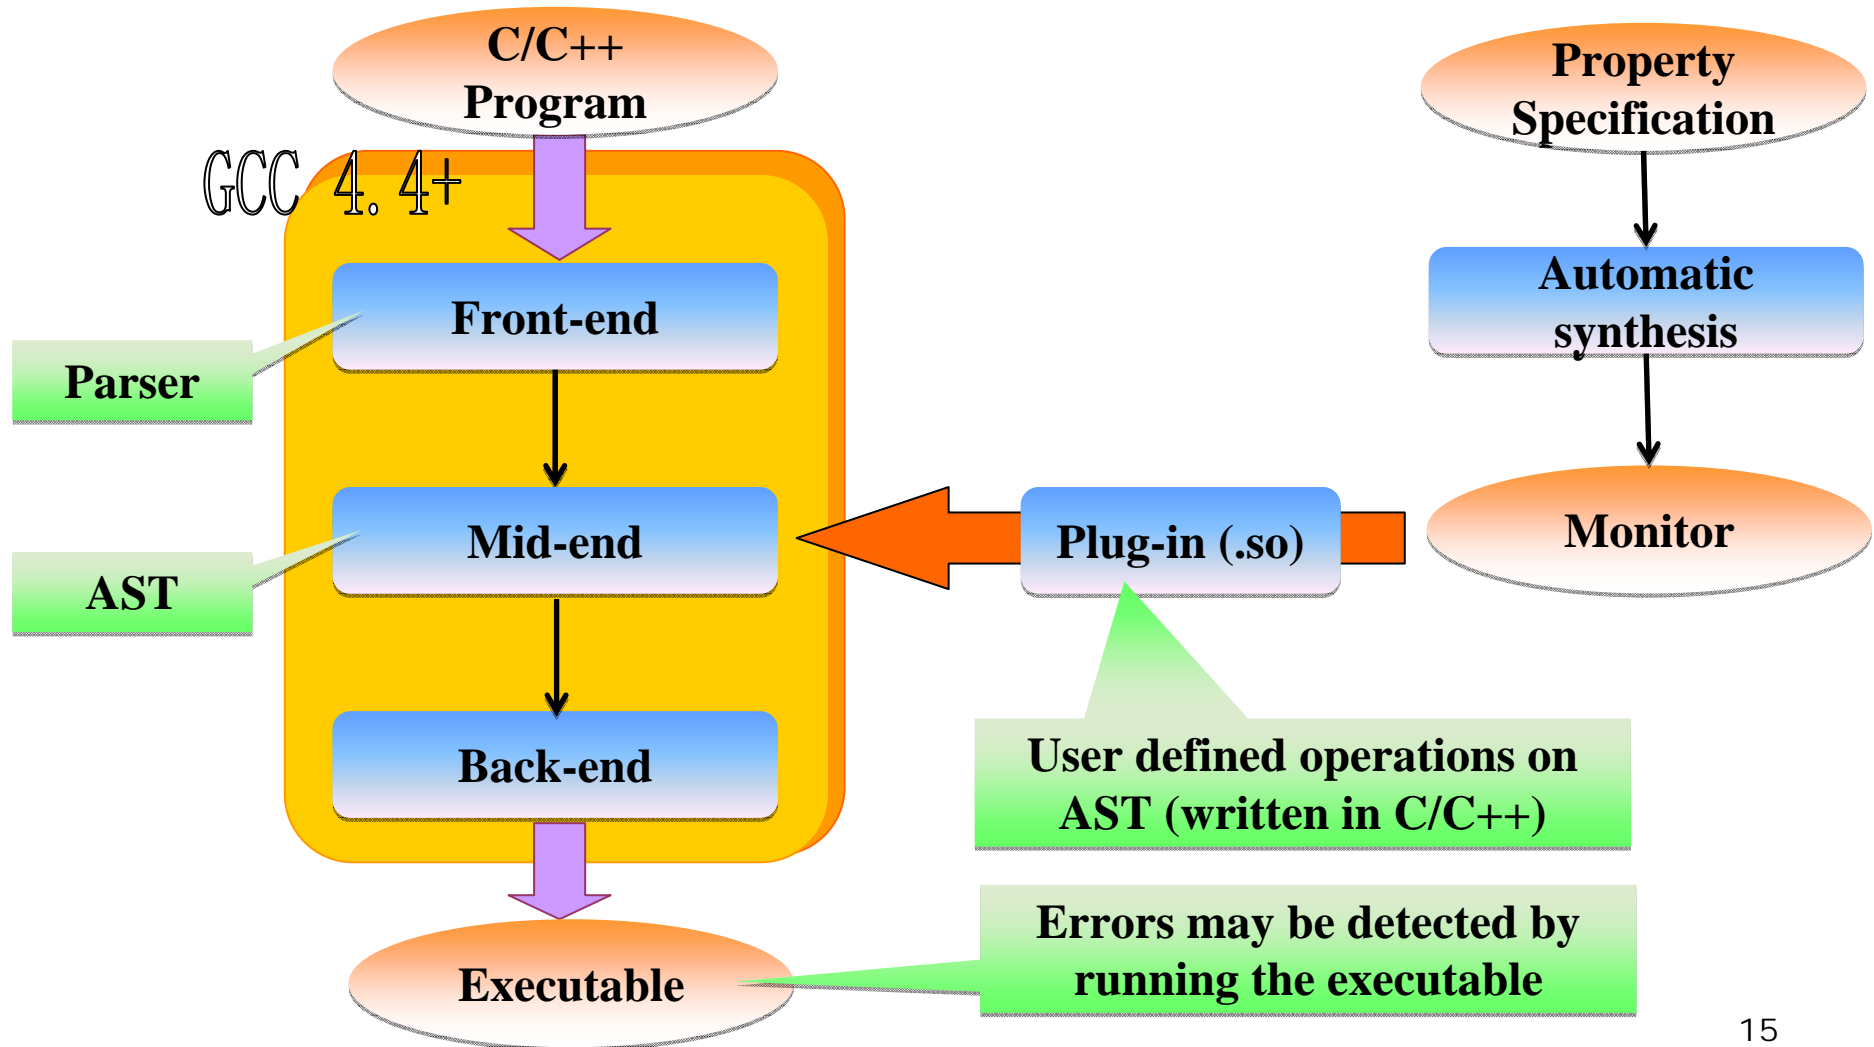 C/C++
Program
Property
Specification
GCC 4.4+
Automatic
synthesis
Front-end
Parser
Mid-end
Plug-in (.so)
Monitor
AST
User defined operations on
AST (written in C/C++)
Back-end
Errors may be detected by
running the executable
Executable
15